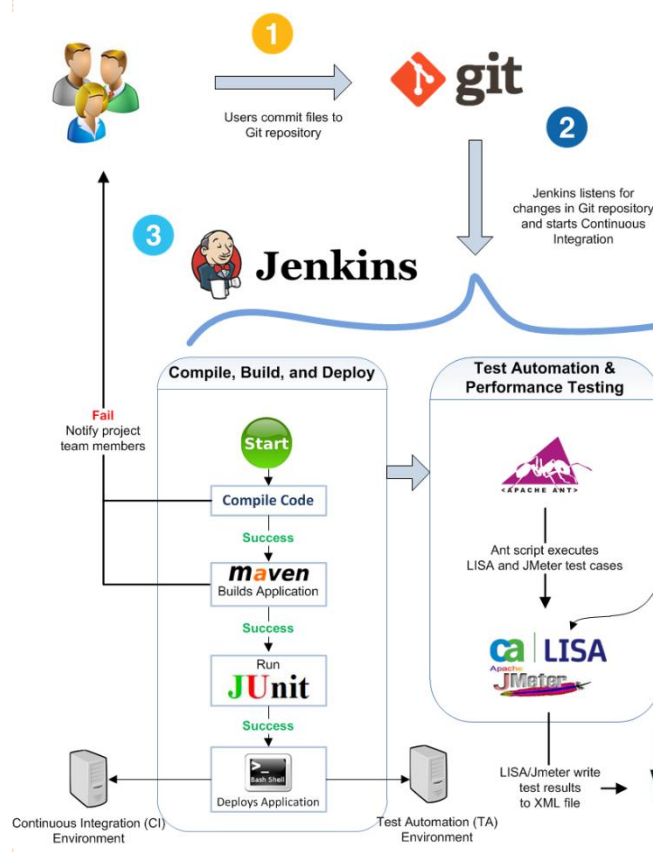 1
Users commit files to
Git repository
git
2
Jenkins listens for
changes in Git repository
and starts Continuous
Integration
3
Jenkins
Compile, Build, and Deploy
Start
Compile Code
Success
maven
Builds Application
Success
Run
JUnit
Success
>_
Bash Shell
Deploys Application
Fail
Notify project
team members
Continuous Integration (CI)
Environment
Test Automation (TA)
Environment
Test Automation &
Performance Testing
<APACHE ANT>
Ant script executes
LISA and JMeter test cases
ca LISA
Apache
JMeter
LISA/Jmeter write
test results
to XML file